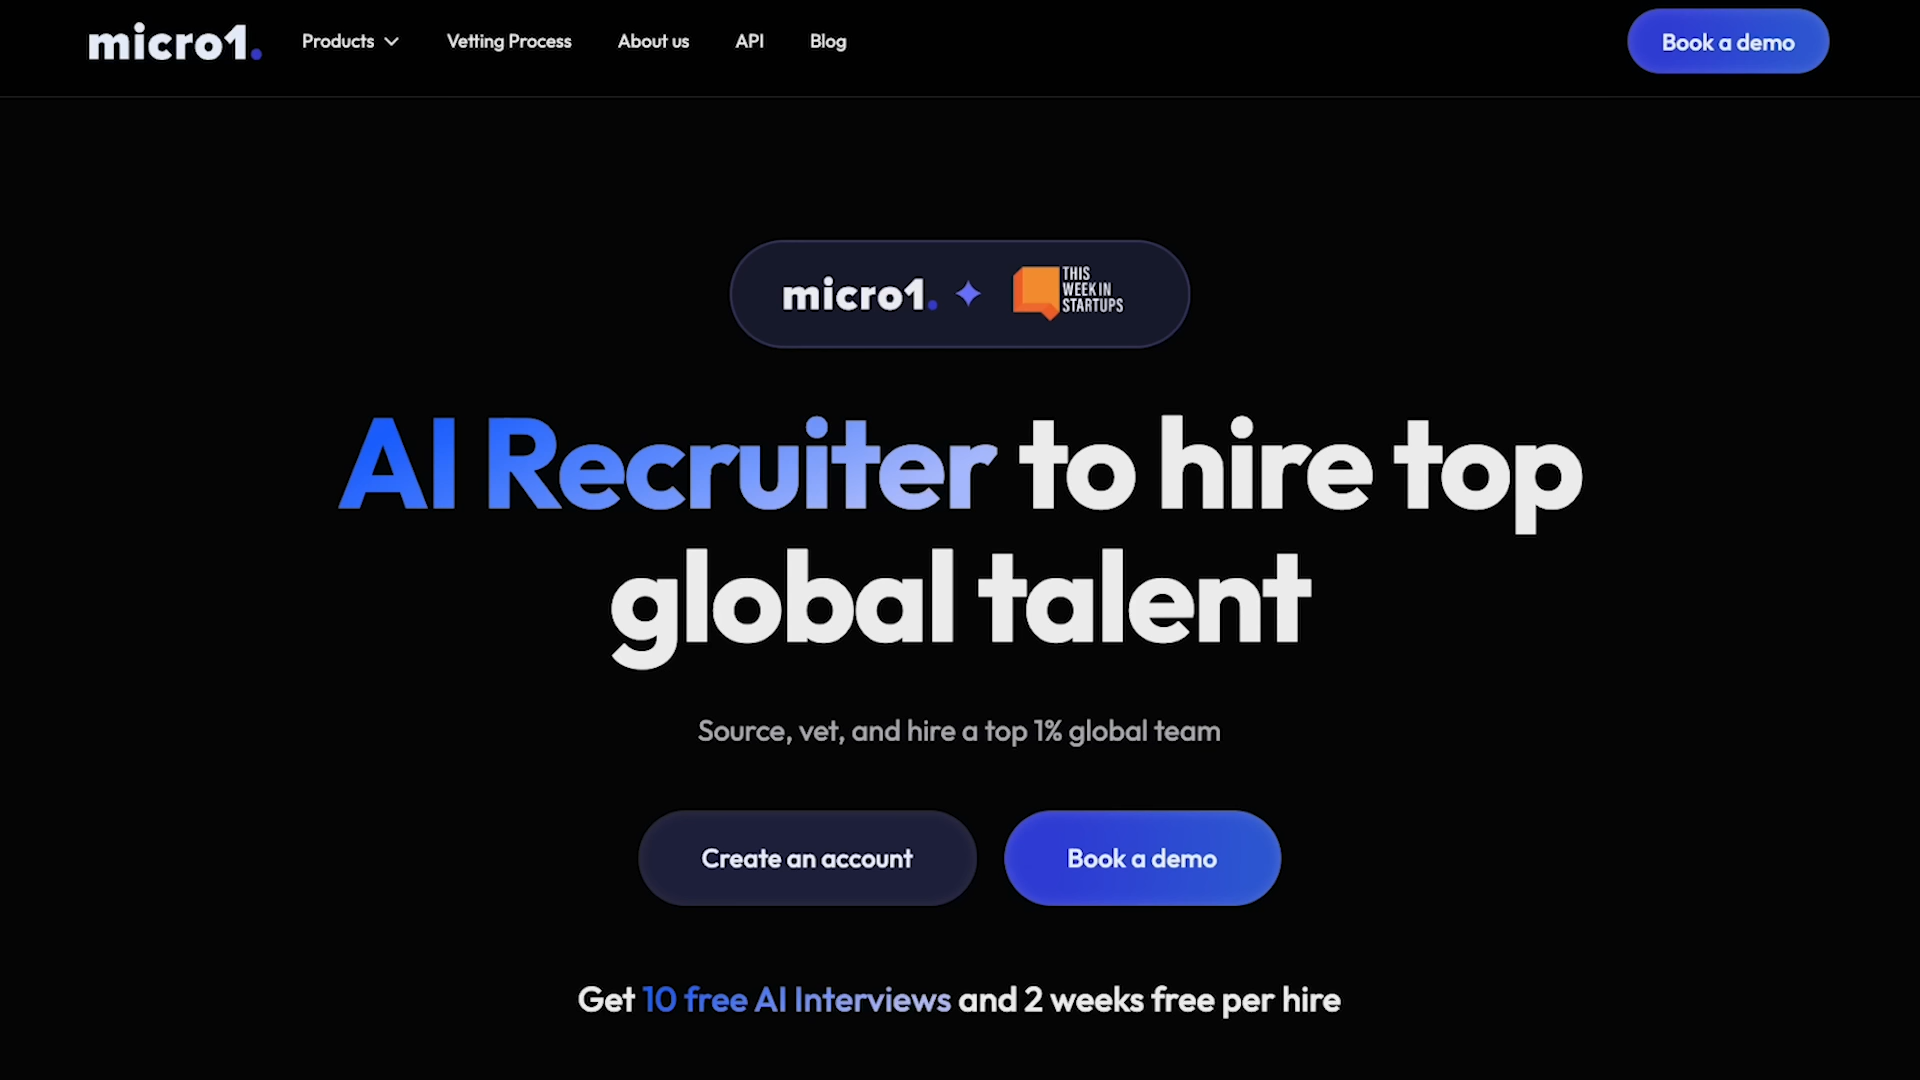 micro1.
Products
Vetting Process
About us
API
Blog
Book a demo
micro1.
THIS
WEEK IN
STARTUPS
AI Recruiter to hire top
global talent
Source, vet, and hire a top 1% global team
Create an account
Book a demo
Get 10 free AI Interviews and 2 weeks free per hire